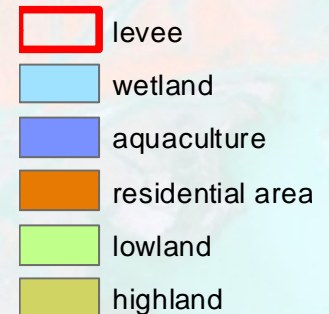 levee
wetland
aquaculture
residential area
lowland
highland